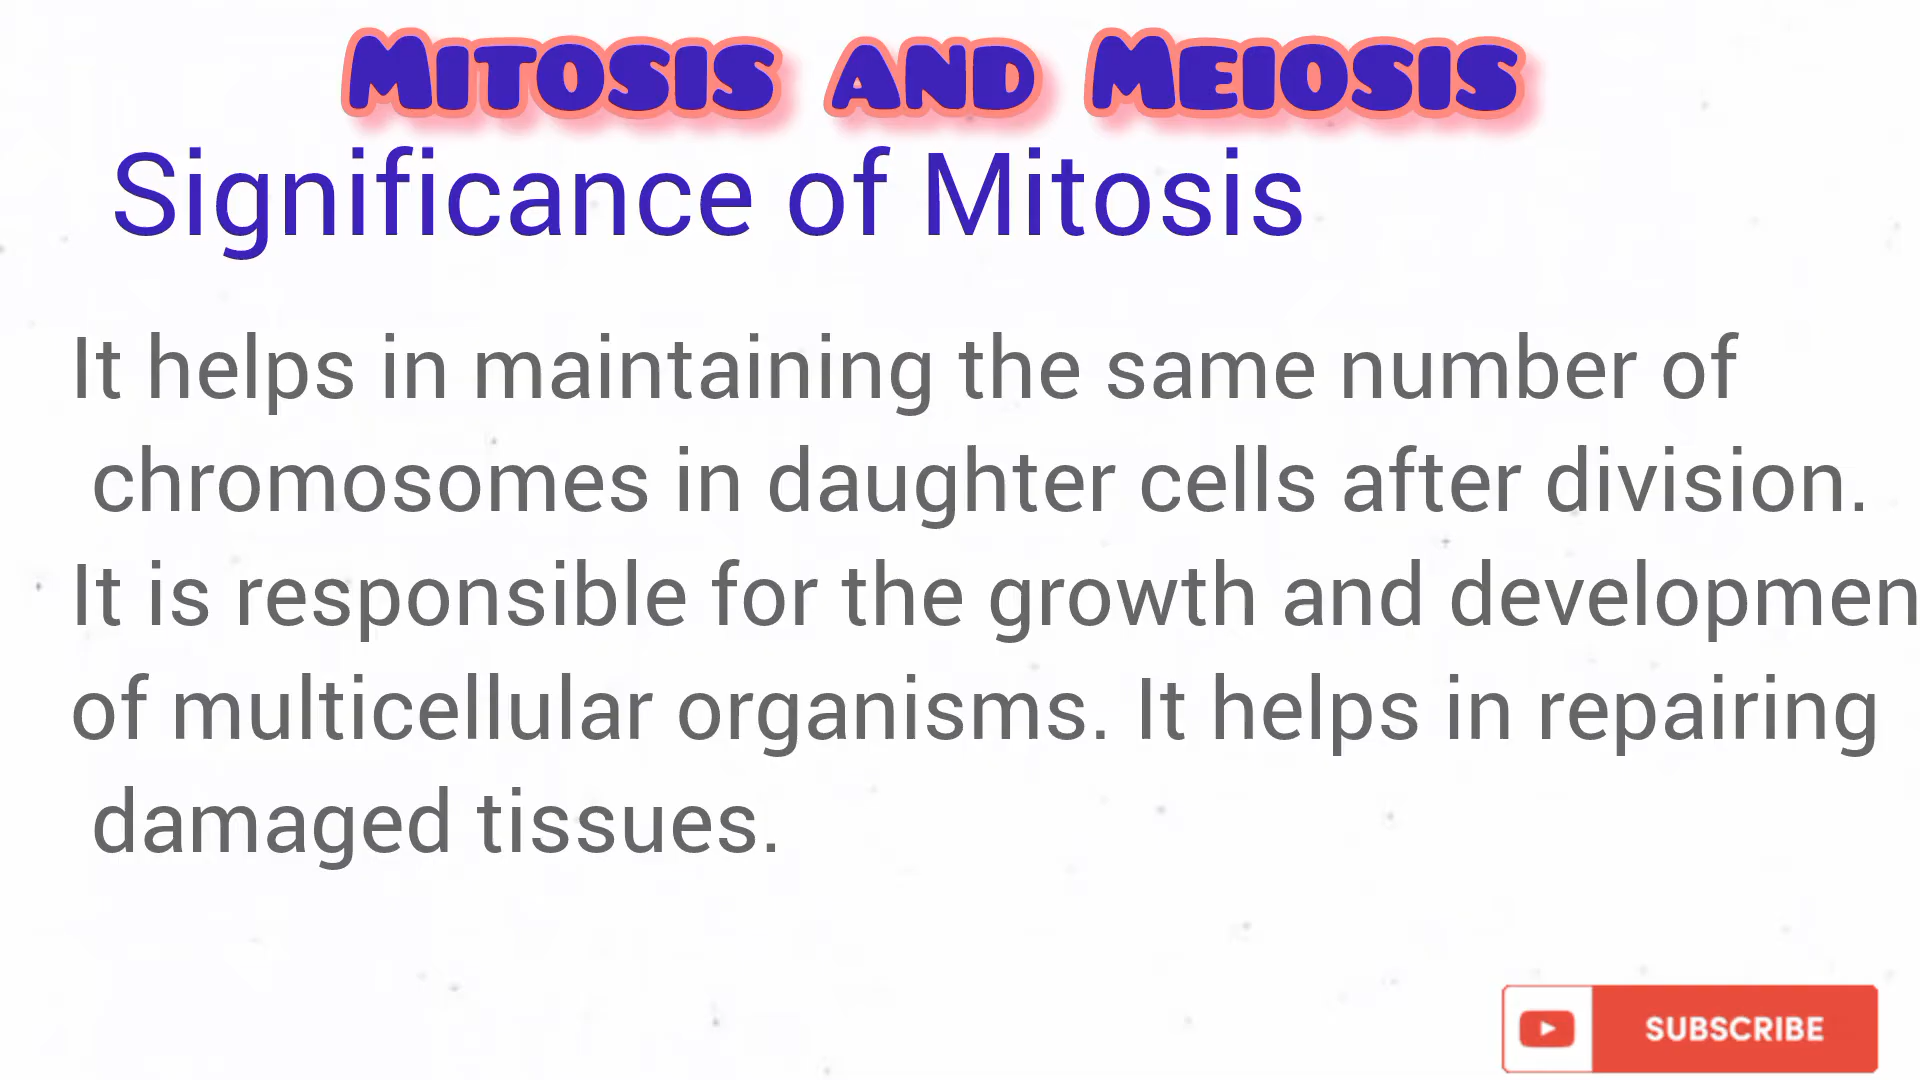 Mitosis and Meiosis
Significance of Mitosis
It helps in maintaining the same number of
chromosomes in daughter cells after division.
It is responsible for the growth and developmen
of multicellular organisms. It helps in repairing
damaged tissues.
SUBSCRIBE